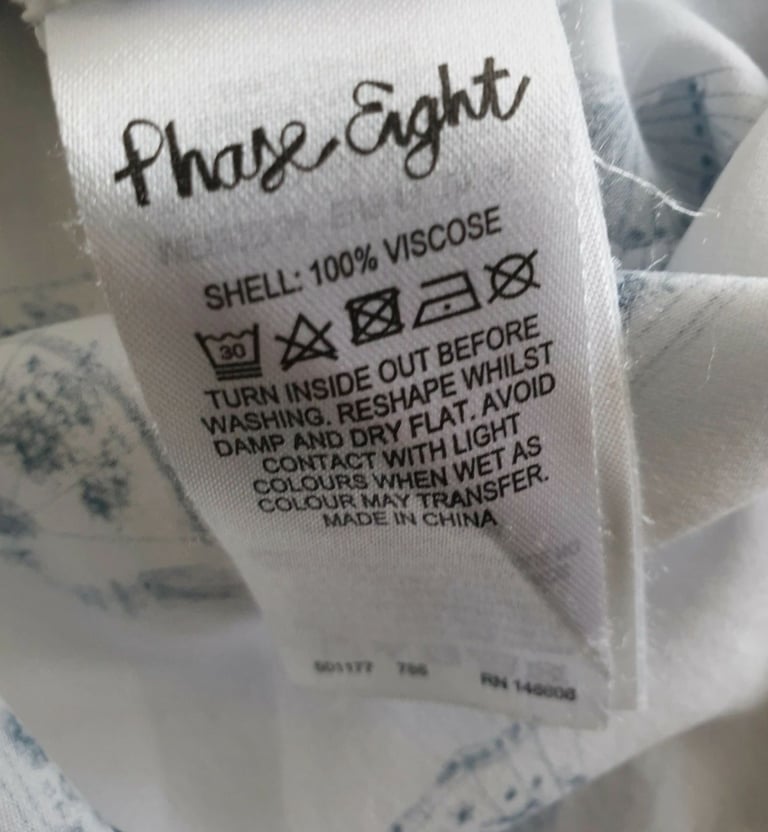 Phase Eight
SHELL: 100% VISCOSE
30
TURN INSIDE OUT BEFORE
WASHING. RESHAPE WHILST
DAMP AND DRY FLAT. AVOID
CONTACT WITH LIGHT
COLOURS WHEN WET AS
COLOUR MAY TRANSFER.
MADE IN CHINA
RN